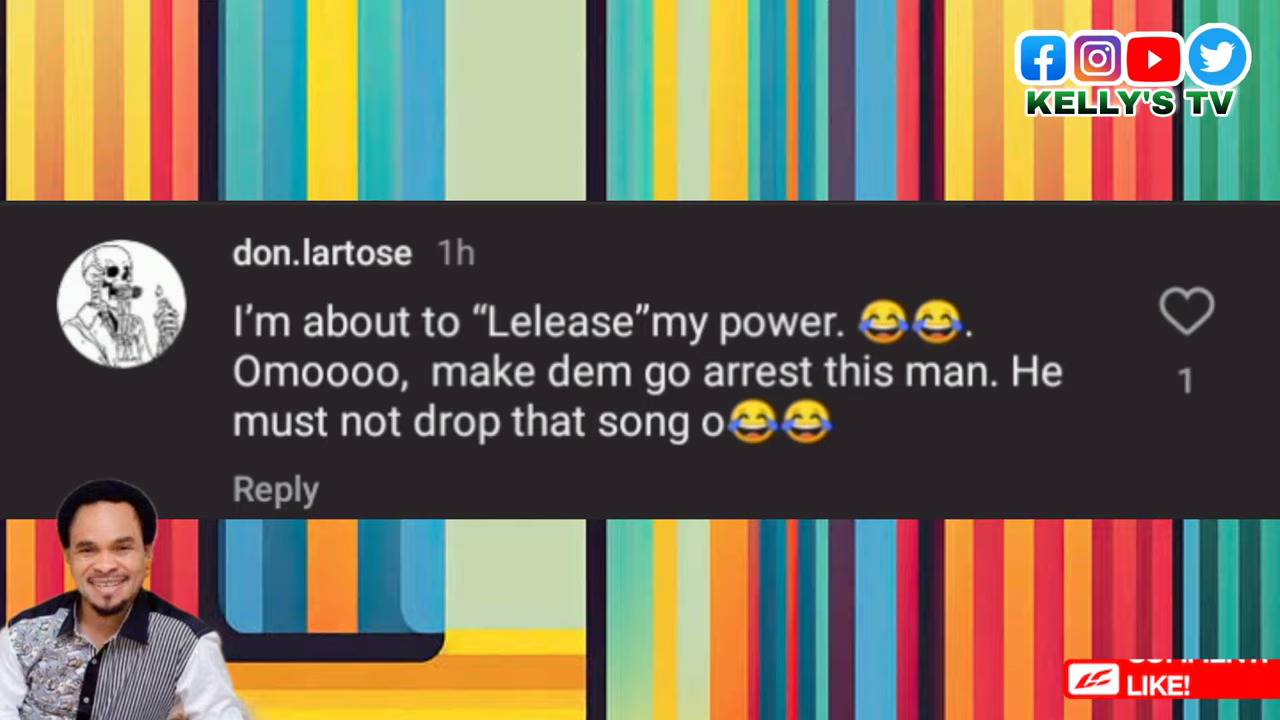 KELLY'S TV
don.lartose 1h
I’m about to “Lelease”my power. 😂😂.
Omoooo,  make dem go arrest this man. He
must not drop that song o😂😂
1
Reply
LIKE!